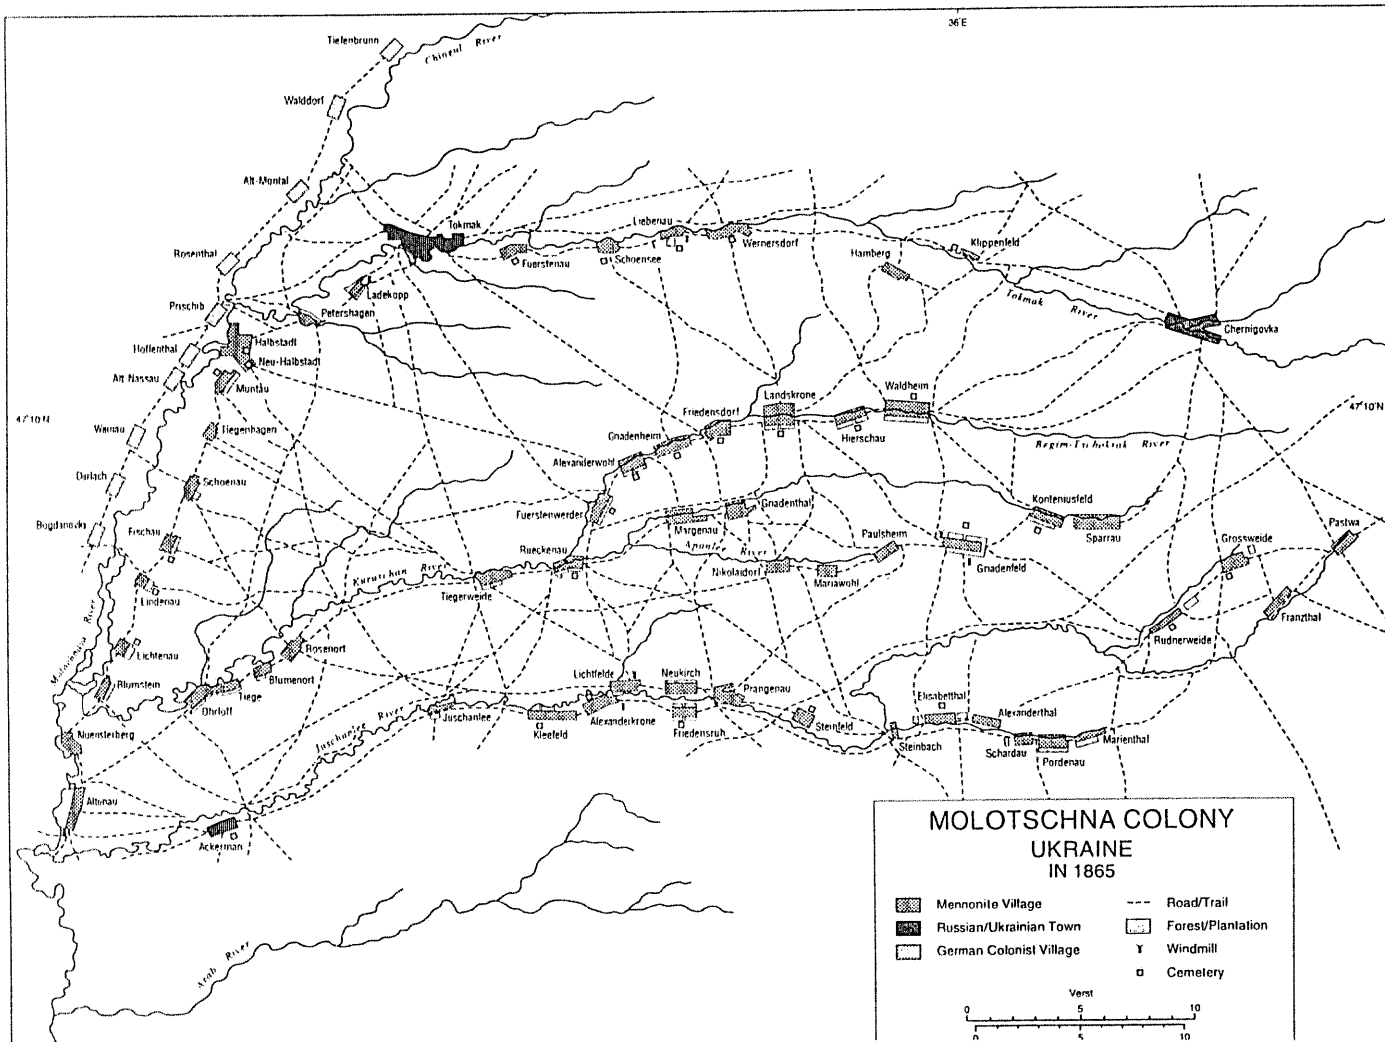 36°E
Tiefenbrunn
Chingul River
Walddorf
Alt-Montal
Tokmak
Liebenau
Wernersdorf
Fuerstenau
Schoensee
Hamberg
Klippenfeld
Rosenthal
Ladekopp
Tokmak River
Prischib
Petershagen
Chernigovka
Halbstadt
Hoffenthal
Neu-Halbstadt
Alt-Nassau
Muntau
Landskrone
Waldheim
47°10'N
47°10'N
Friedensdorf
Weinau
Tiegenhagen
Gnadenheim
Hierschau
Begim-Tschokrak River
Alexanderwohl
Durlach
Schoenau
Fuerstenwerder
Gnadenthal
Konteniusfeld
Bogdanovka
Fischau
Margenau
Paulsheim
Sparrau
Pastwa
Grossweide
Rueckenau
Apanlee River
Kuruschan River
Nikolaidorf
Mariawohl
Gnadenfeld
Tiegerweide
Lindenau
Franzthal
Rudnerweide
Molotschna River
Lichtenau
Rosenort
Blumenort
Lichtfelde
Neukirch
Prangenau
Elisabetthal
Blumstein
Tiege
Ohrloff
Alexanderthal
Juschanlee River
Juschanlee
Kleefeld
Alexanderkrone
Friedensruh
Steinfeld
Steinbach
Schardau
Marienthal
Pordenau
Nuensterberg
Altonau
Ackerman
Arab River
MOLOTSCHNA COLONY
UKRAINE
IN 1865
Mennonite Village
Russian/Ukrainian Town
German Colonist Village
Road/Trail
Forest/Plantation
Windmill
Cemetery
Verst
0 5 10
0 5 10